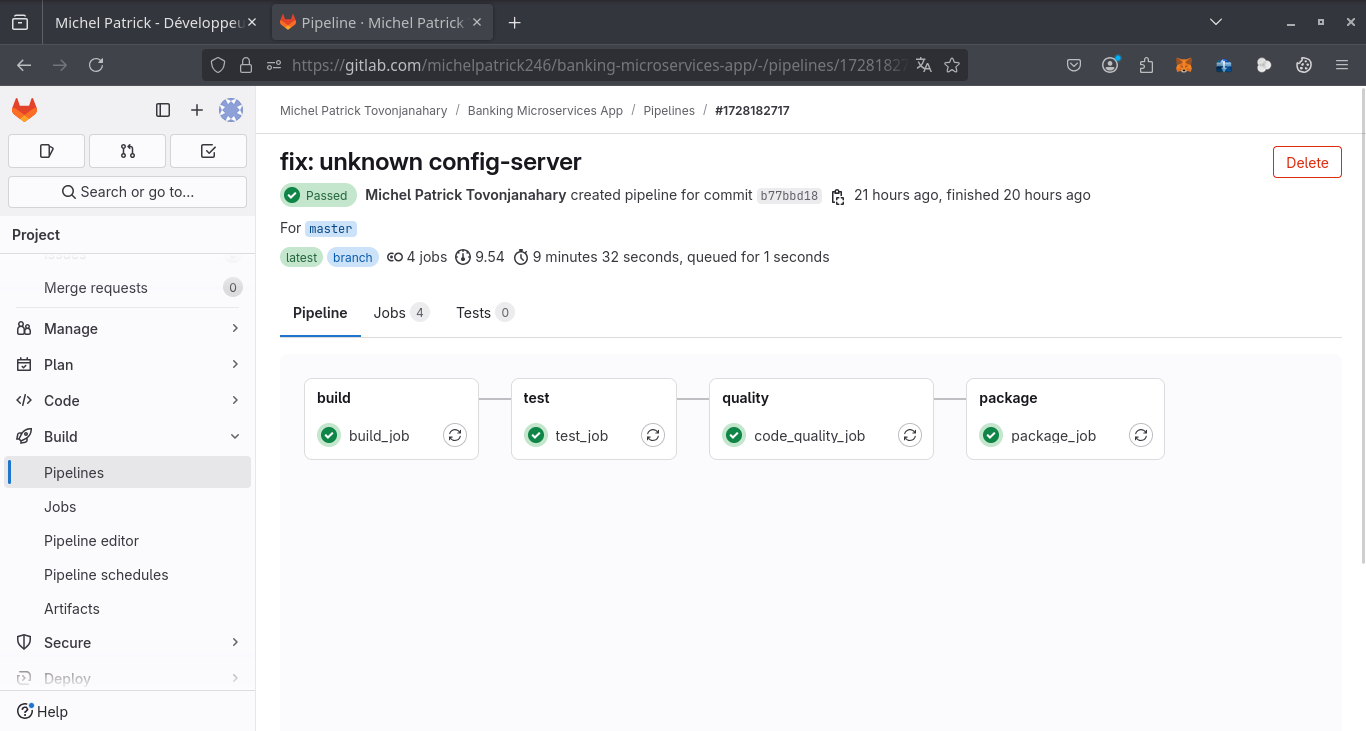 Michel Patrick - Développeu
Pipeline · Michel Patrick
https://gitlab.com/michelpatrick246/banking-microservices-app/-/pipelines/17281827
Michel Patrick Tovonjanahary / Banking Microservices App / Pipelines / #1728182717
Search or go to...
Project
Merge requests 0
Manage
Plan
Code
Build
Pipelines
Jobs
Pipeline editor
Pipeline schedules
Artifacts
Secure
Deploy
Help
fix: unknown config-server
Delete
Passed Michel Patrick Tovonjanahary created pipeline for commit b77bbd18 21 hours ago, finished 20 hours ago
For master
latest branch 4 jobs 9.54 9 minutes 32 seconds, queued for 1 seconds
Pipeline Jobs 4 Tests 0
build test quality package
build_job test_job code_quality_job package_job